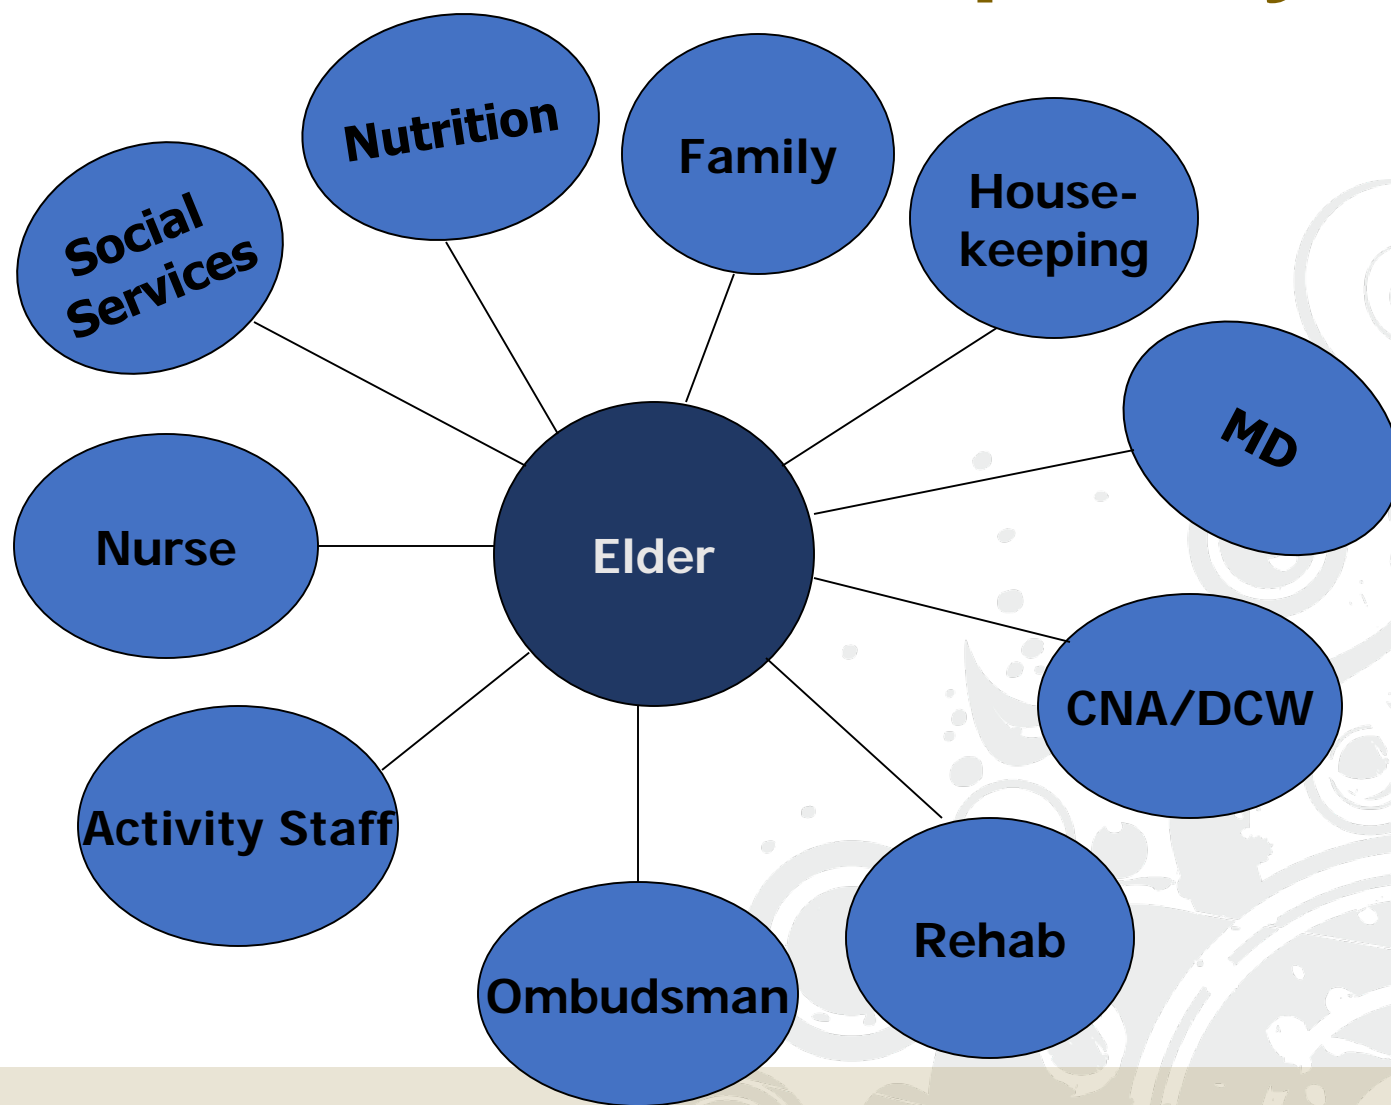 Nutrition
Family
House-
keeping
Social
Services
MD
Nurse
Elder
CNA/DCW
Activity Staff
Rehab
Ombudsman